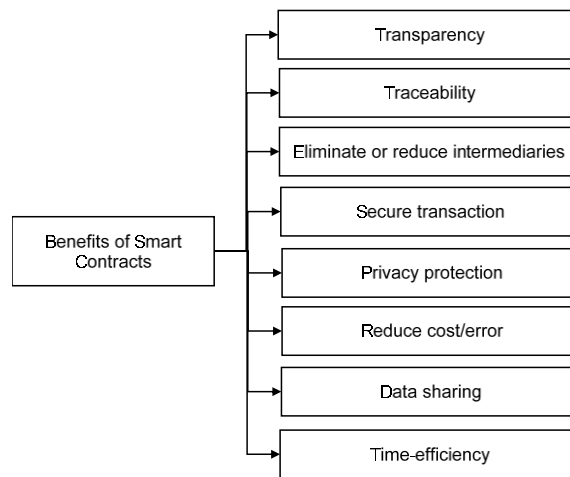 Transparency
Traceability
Eliminate or reduce intermediaries
Secure transaction
Benefits of Smart
Contracts
Privacy protection
Reduce cost/error
Data sharing
Time-efficiency